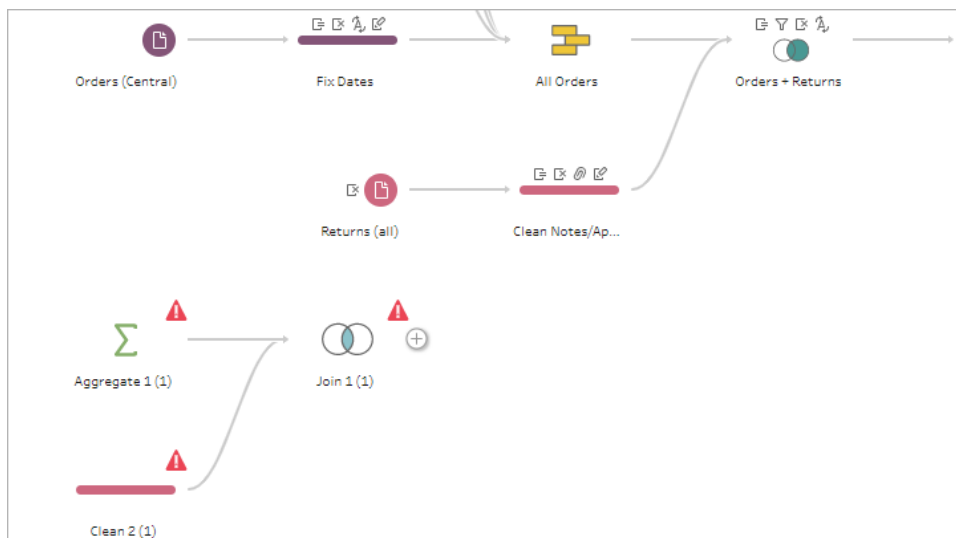 Orders (Central)
Fix Dates
All Orders
Orders + Returns
Returns (all)
Clean Notes/Ap...
Aggregate 1 (1)
Join 1 (1)
Clean 2 (1)